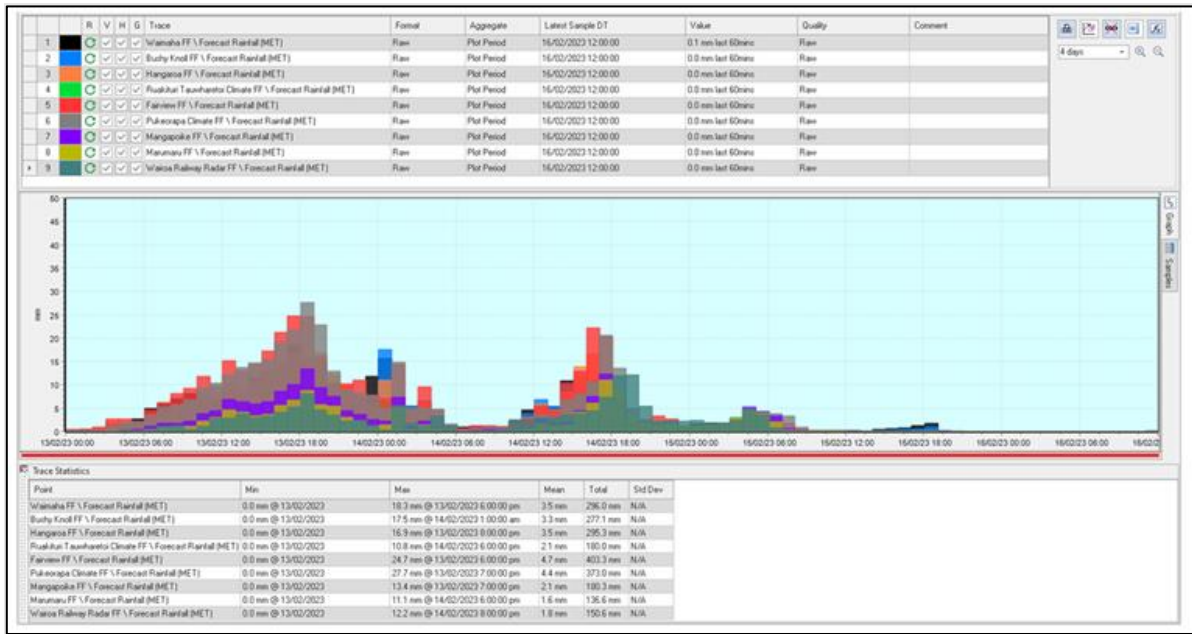 R V H G Trace Format Aggregate Latest Sample DT Value Quality Comment
1 Waimaha FF \ Forecast Rainfall (MET) Raw Plot Period 16/02/2023 12:00:00 0.1 mm last 60mins Raw
2 Bushy Knoll FF \ Forecast Rainfall (MET) Raw Plot Period 16/02/2023 12:00:00 0.0 mm last 60mins Raw
3 Hangaroa FF \ Forecast Rainfall (MET) Raw Plot Period 16/02/2023 12:00:00 0.0 mm last 60mins Raw
4 Ruakituri Tauwharetoi Climate FF \ Forecast Rainfall (MET) Raw Plot Period 16/02/2023 12:00:00 0.0 mm last 60mins Raw
5 Fairview FF \ Forecast Rainfall (MET) Raw Plot Period 16/02/2023 12:00:00 0.0 mm last 60mins Raw
6 Pukeorapa Climate FF \ Forecast Rainfall (MET) Raw Plot Period 16/02/2023 12:00:00 0.0 mm last 60mins Raw
7 Mangapoike FF \ Forecast Rainfall (MET) Raw Plot Period 16/02/2023 12:00:00 0.0 mm last 60mins Raw
8 Marumaru FF \ Forecast Rainfall (MET) Raw Plot Period 16/02/2023 12:00:00 0.0 mm last 60mins Raw
9 Wairoa Railway Radar FF \ Forecast Rainfall (MET) Raw Plot Period 16/02/2023 12:00:00 0.0 mm last 60mins Raw
4 days
Graph
Samples
mm
50
45
40
35
30
25
20
15
10
5
0
13/02/23 00:00 13/02/23 06:00 13/02/23 12:00 13/02/23 18:00 14/02/23 00:00 14/02/23 06:00 14/02/23 12:00 14/02/23 18:00 15/02/23 00:00 15/02/23 06:00 15/02/23 12:00 15/02/23 18:00 16/02/23 00:00 16/02/23 06:00 16/02/2
Trace Statistics
Point Min Max Mean Total Std Dev
Waimaha FF \ Forecast Rainfall (MET) 0.0 mm @ 13/02/2023 18.3 mm @ 13/02/2023 6:00:00 pm 3.5 mm 296.0 mm N/A
Bushy Knoll FF \ Forecast Rainfall (MET) 0.0 mm @ 13/02/2023 17.5 mm @ 14/02/2023 1:00:00 am 3.3 mm 277.1 mm N/A
Hangaroa FF \ Forecast Rainfall (MET) 0.0 mm @ 13/02/2023 16.9 mm @ 13/02/2023 8:00:00 pm 3.5 mm 295.3 mm N/A
Ruakituri Tauwharetoi Climate FF \ Forecast Rainfall (MET) 0.0 mm @ 13/02/2023 10.8 mm @ 14/02/2023 6:00:00 pm 2.1 mm 180.0 mm N/A
Fairview FF \ Forecast Rainfall (MET) 0.0 mm @ 13/02/2023 24.7 mm @ 13/02/2023 6:00:00 pm 4.7 mm 403.3 mm N/A
Pukeorapa Climate FF \ Forecast Rainfall (MET) 0.0 mm @ 13/02/2023 27.7 mm @ 13/02/2023 7:00:00 pm 4.4 mm 373.0 mm N/A
Mangapoike FF \ Forecast Rainfall (MET) 0.0 mm @ 13/02/2023 13.4 mm @ 13/02/2023 7:00:00 pm 2.1 mm 180.3 mm N/A
Marumaru FF \ Forecast Rainfall (MET) 0.0 mm @ 13/02/2023 11.1 mm @ 14/02/2023 6:00:00 pm 1.6 mm 136.6 mm N/A
Wairoa Railway Radar FF \ Forecast Rainfall (MET) 0.0 mm @ 13/02/2023 12.2 mm @ 14/02/2023 8:00:00 pm 1.8 mm 150.6 mm N/A